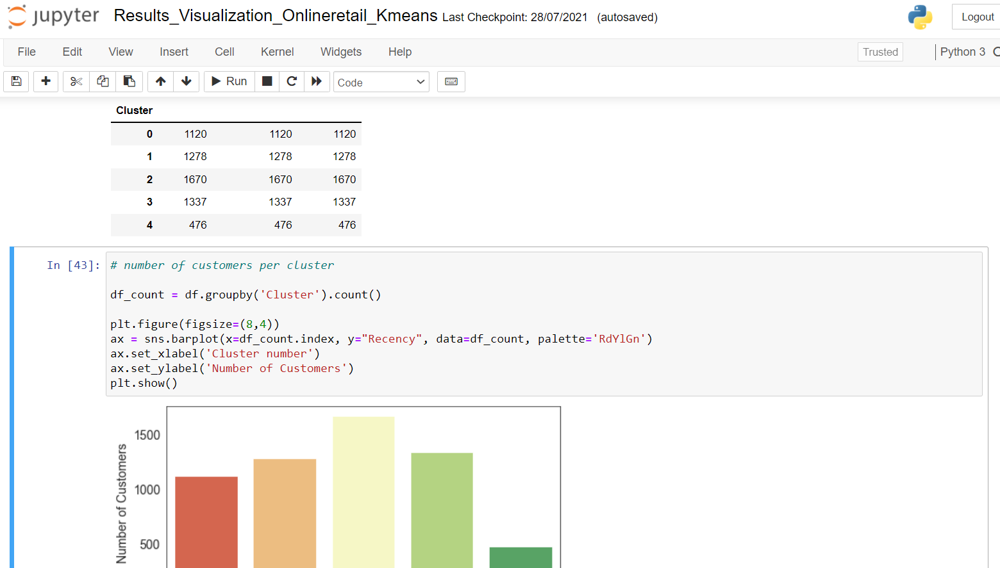 jupyter Results_Visualization_Onlineretail_Kmeans Last Checkpoint: 28/07/2021 (autosaved) Logout
File Edit View Insert Cell Kernel Widgets Help Trusted Python 3
Run Code
Cluster
0 1120 1120 1120
1 1278 1278 1278
2 1670 1670 1670
3 1337 1337 1337
4 476 476 476
In [43]: # number of customers per cluster
df_count = df.groupby('Cluster').count()
plt.figure(figsize=(8,4))
ax = sns.barplot(x=df_count.index, y="Recency", data=df_count, palette='RdYlGn')
ax.set_xlabel('Cluster number')
ax.set_ylabel('Number of Customers')
plt.show()
Number of Customers
1500
1000
500